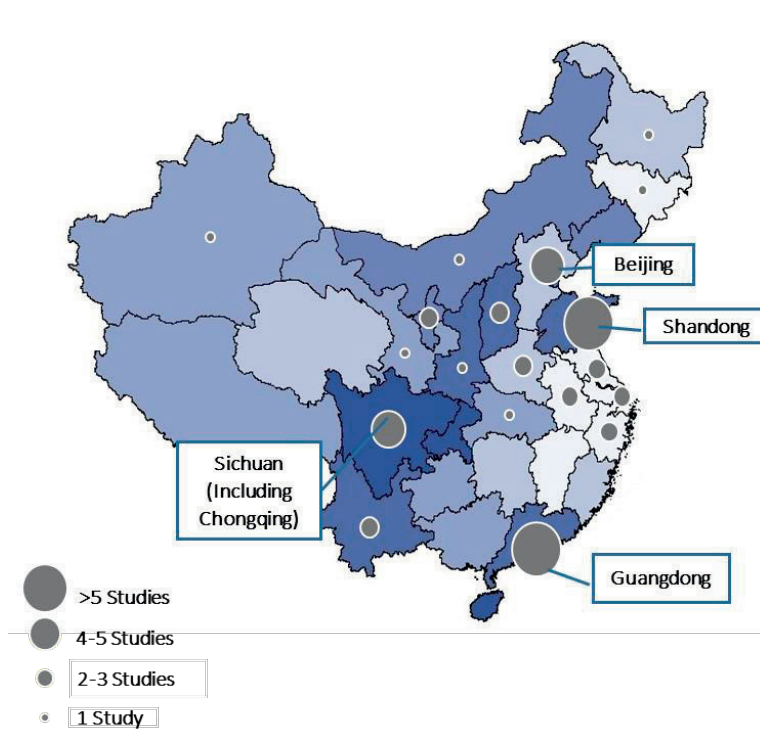 Beijing
Shandong
Sichuan
(Including
Chongqing)
Guangdong
>5 Studies
4-5 Studies
2-3 Studies
1 Study